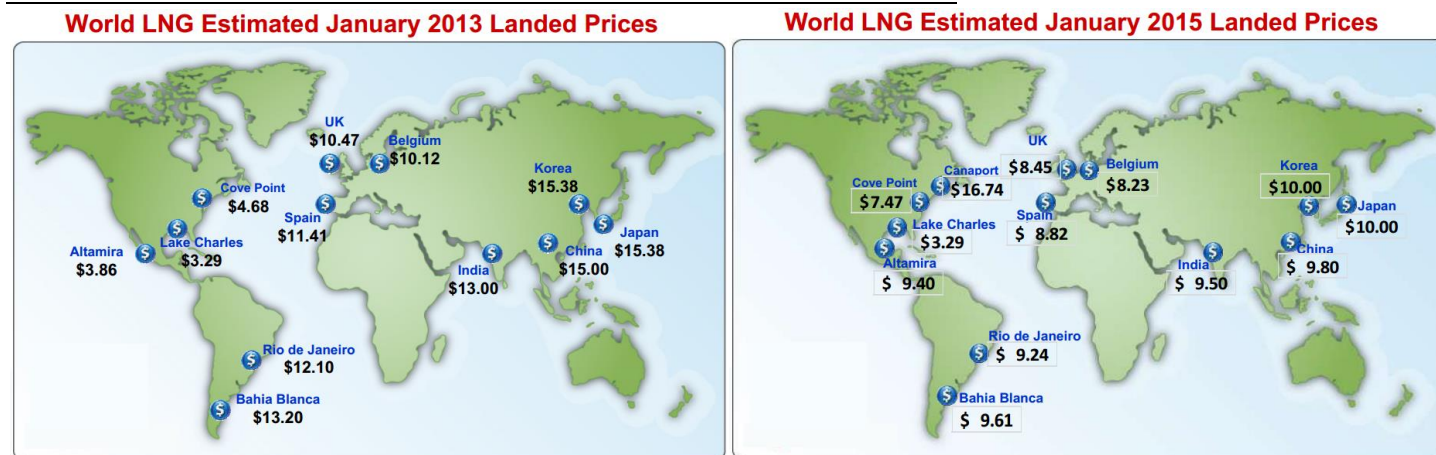 World LNG Estimated January 2013 Landed Prices
UK
$10.47
Belgium
$10.12
Korea
$15.38
Cove Point
$4.68
Spain
$11.41
Japan
$15.38
Altamira
$3.86
Lake Charles
$3.29
India
$13.00
China
$15.00
Rio de Janeiro
$12.10
Bahia Blanca
$13.20
World LNG Estimated January 2015 Landed Prices
UK
$8.45
Belgium
$8.23
Canaport
$16.74
Korea
$10.00
Cove Point
$7.47
Spain
$ 8.82
Japan
$10.00
Lake Charles
$3.29
Altamira
$ 9.40
India
$ 9.50
China
$ 9.80
Rio de Janeiro
$ 9.24
Bahia Blanca
$ 9.61